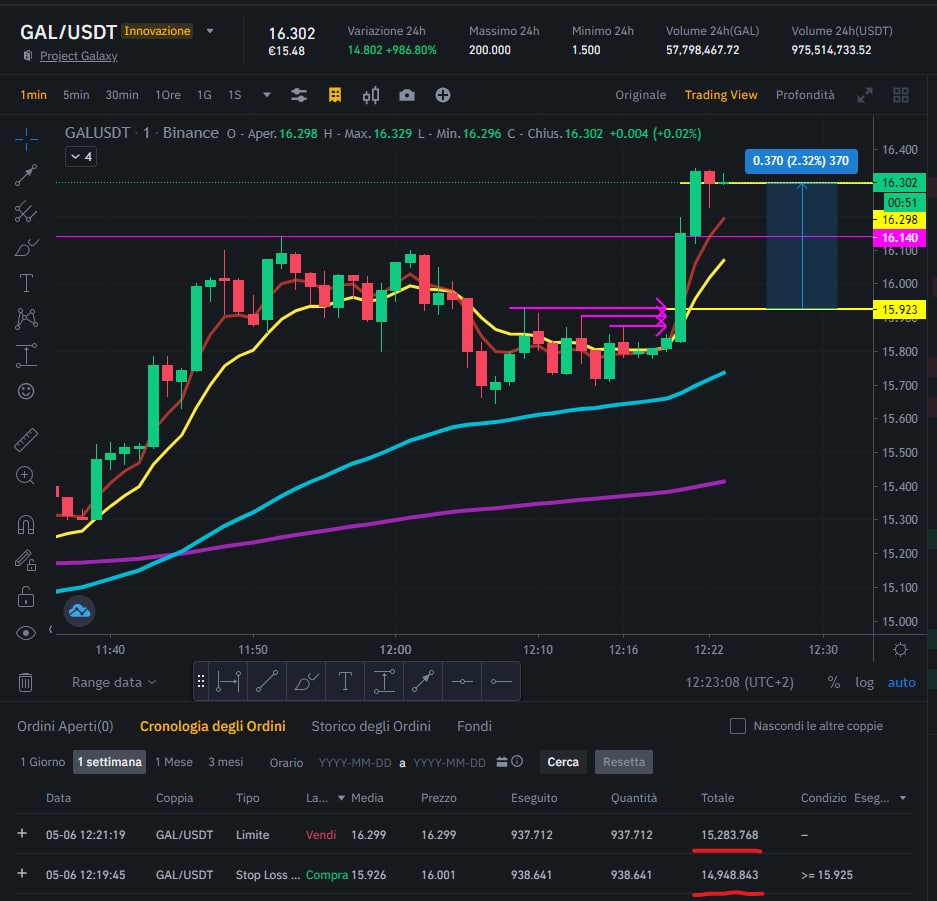 GAL/USDT Innovazione
Project Galaxy
16.302
€15.48
Variazione 24h
14.802 +986.80%
Massimo 24h
200.000
Minimo 24h
1.500
Volume 24h(GAL)
57,798,467.72
Volume 24h(USDT)
975,514,733.52
1min 5min 30min 1Ore 1G 1S
Originale Trading View Profondità
GALUSDT · 1 · Binance O - Aper.16.298 H - Max.16.329 L - Min.16.296 C - Chius.16.302 +0.004 (+0.02%)
4
0.370 (2.32%) 370
16.400
16.302
00:51
16.298
16.140
16.100
16.000
15.923
15.800
15.700
15.600
15.500
15.400
15.300
15.200
15.100
15.000
11:40 11:50 12:00 12:10 12:16 12:22 12:30
Range data
T
12:23:08 (UTC+2) % log auto
Ordini Aperti(0) Cronologia degli Ordini Storico degli Ordini Fondi
Nascondi le altre coppie
1 Giorno 1 settimana 1 Mese 3 mesi Orario YYYY-MM-DD a YYYY-MM-DD Cerca Resetta
Data Coppia Tipo La... Media Prezzo Eseguito Quantità Totale Condizio Eseg...
+ 05-06 12:21:19 GAL/USDT Limite Vendi 16.299 16.299 937.712 937.712 15,283.768 –
+ 05-06 12:19:45 GAL/USDT Stop Loss ... Compra 15.926 16.001 938.641 938.641 14,948.843 >= 15.925